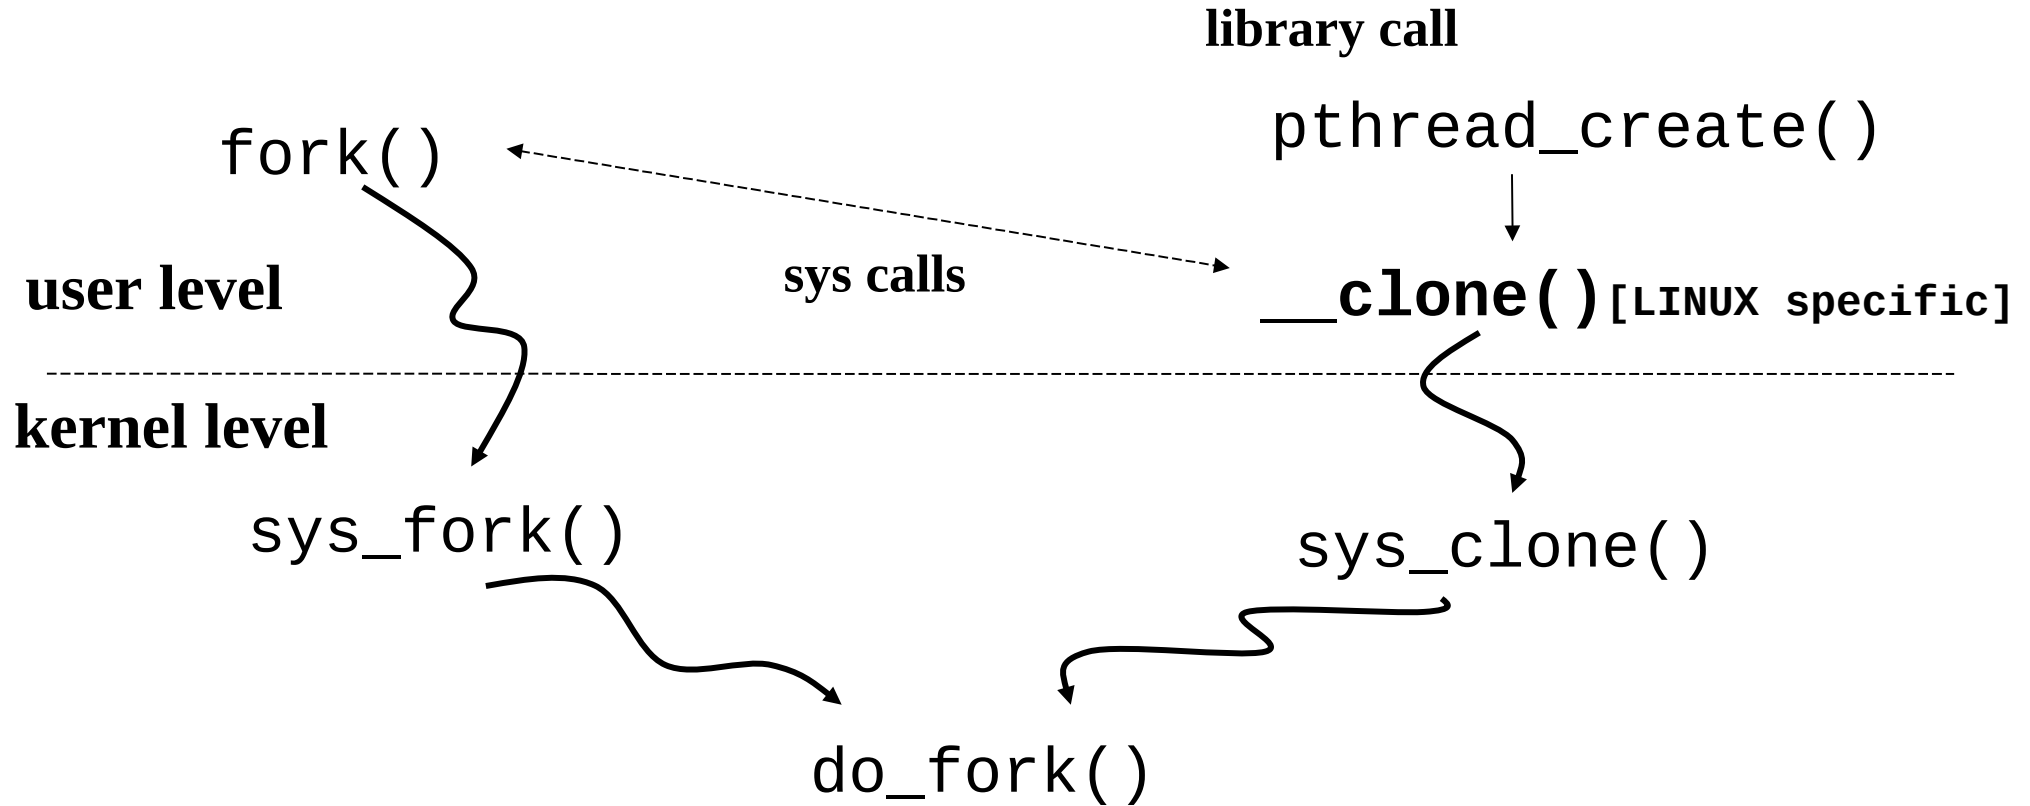 library call
pthread_create()
fork()
sys calls
user level
__clone()[LINUX specific]
kernel level
sys_fork()
sys_clone()
do_fork()